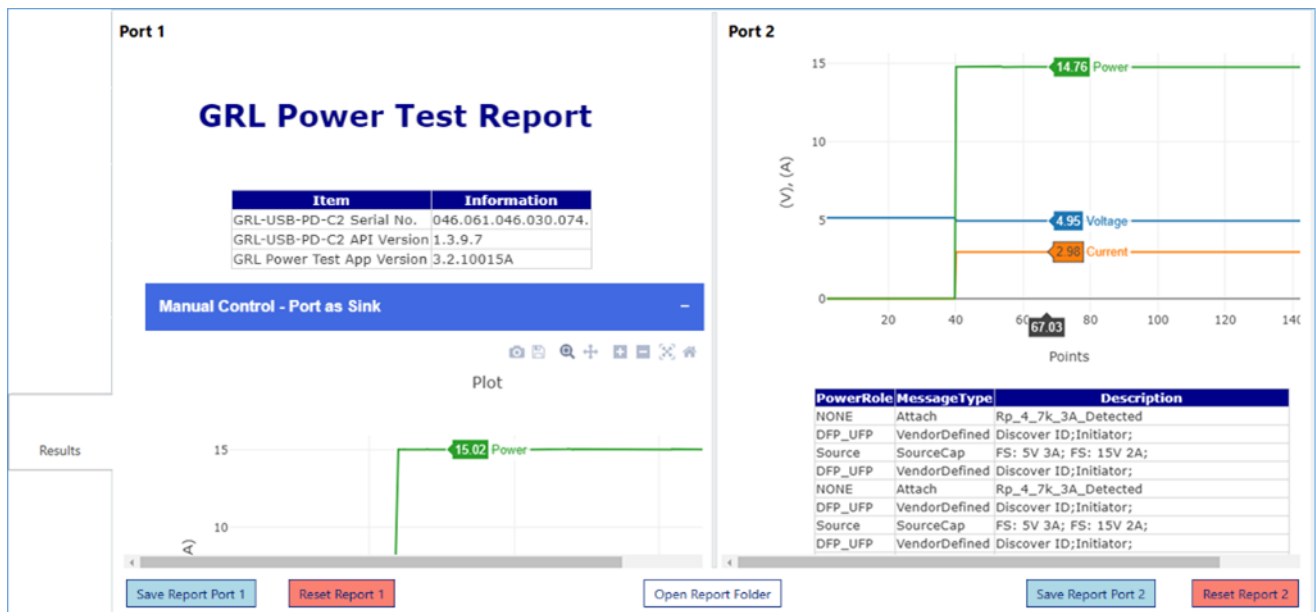 Port 1
GRL Power Test Report
Item Information
GRL-USB-PD-C2 Serial No. 046.061.046.030.074.
GRL-USB-PD-C2 API Version 1.3.9.7
GRL Power Test App Version 3.2.10015A
Manual Control - Port as Sink −
Plot
15
15.02 Power
10
A)
Results
Port 2
15
14.76 Power
10
(V), (A)
5
4.95 Voltage
2.98 Current
0
20 40 60 67.03 80 100 120 140
Points
PowerRole MessageType Description
NONE Attach Rp_4_7k_3A_Detected
DFP_UFP VendorDefined Discover ID;Initiator;
Source SourceCap FS: 5V 3A; FS: 15V 2A;
DFP_UFP VendorDefined Discover ID;Initiator;
NONE Attach Rp_4_7k_3A_Detected
DFP_UFP VendorDefined Discover ID;Initiator;
Source SourceCap FS: 5V 3A; FS: 15V 2A;
DFP_UFP VendorDefined Discover ID;Initiator;
Save Report Port 1
Reset Report 1
Open Report Folder
Save Report Port 2
Reset Report 2